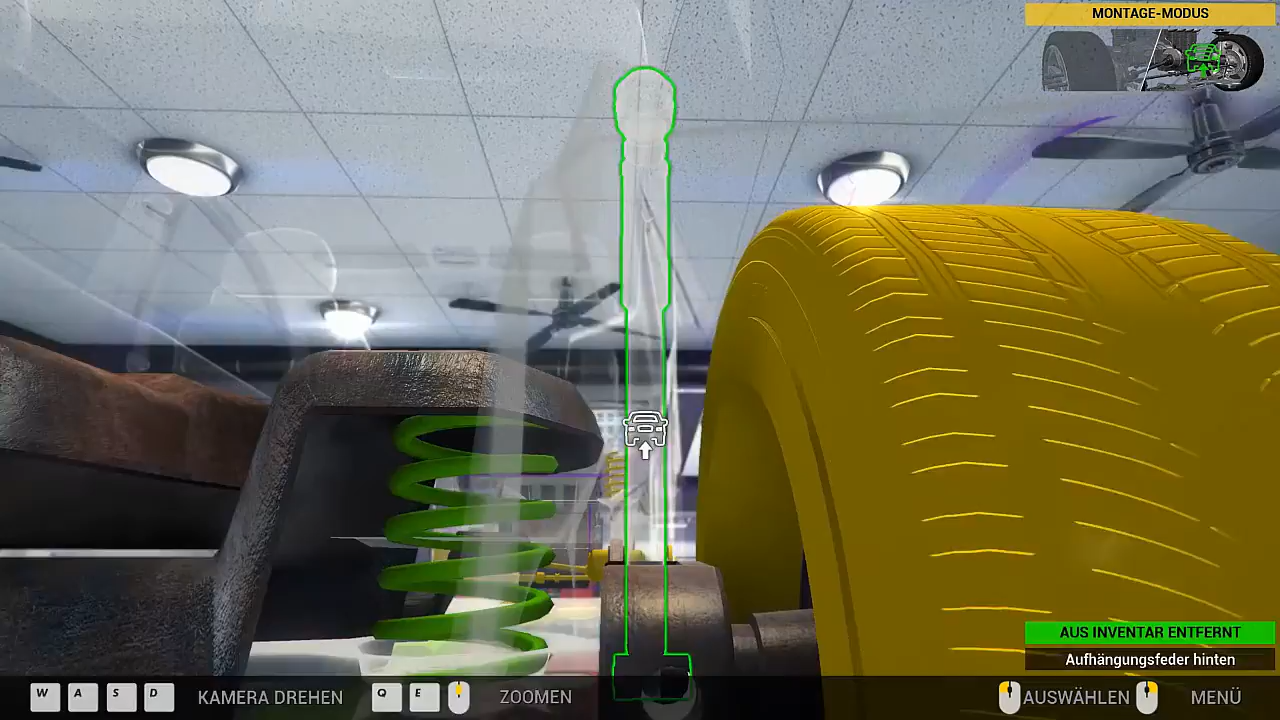 MONTAGE-MODUS
AUS INVENTAR ENTFERNT
Aufhängungsfeder hinten
W A S D KAMERA DREHEN Q E ZOOMEN AUSWÄHLEN MENÜ